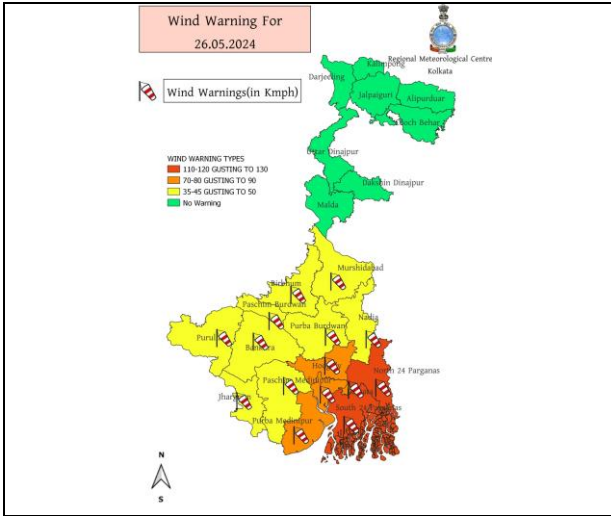 Wind Warning For
26.05.2024
Regional Meteorological Centre
Kolkata
Wind Warnings(in Kmph)
Darjeeling
Kalimpong
Jalpaiguri
Alipurduar
Cooch Behar
Uttar Dinajpur
Dakshin Dinajpur
Malda
WIND WARNING TYPES
110-120 GUSTING TO 130
70-80 GUSTING TO 90
35-45 GUSTING TO 50
No Warning
Murshidabad
Birbhum
Paschim Burdwan
Purba Burdwan
Nadia
Purulia
Bankura
North 24 Parganas
Paschim Medinipur
Jhargram
South 24 Parganas
Purba Medinipur
N
S